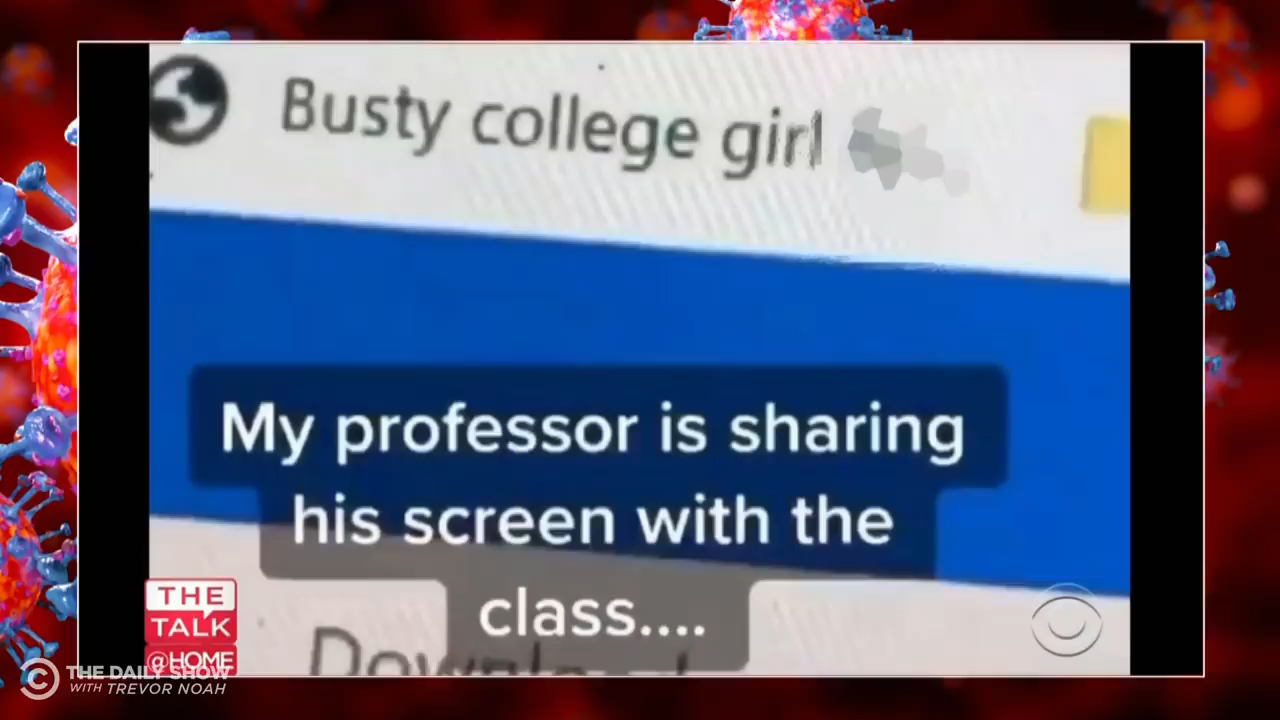 Busty college girl
My professor is sharing
his screen with the
class....
THE
TALK
@HOME
THE DAILY SHOW
WITH TREVOR NOAH